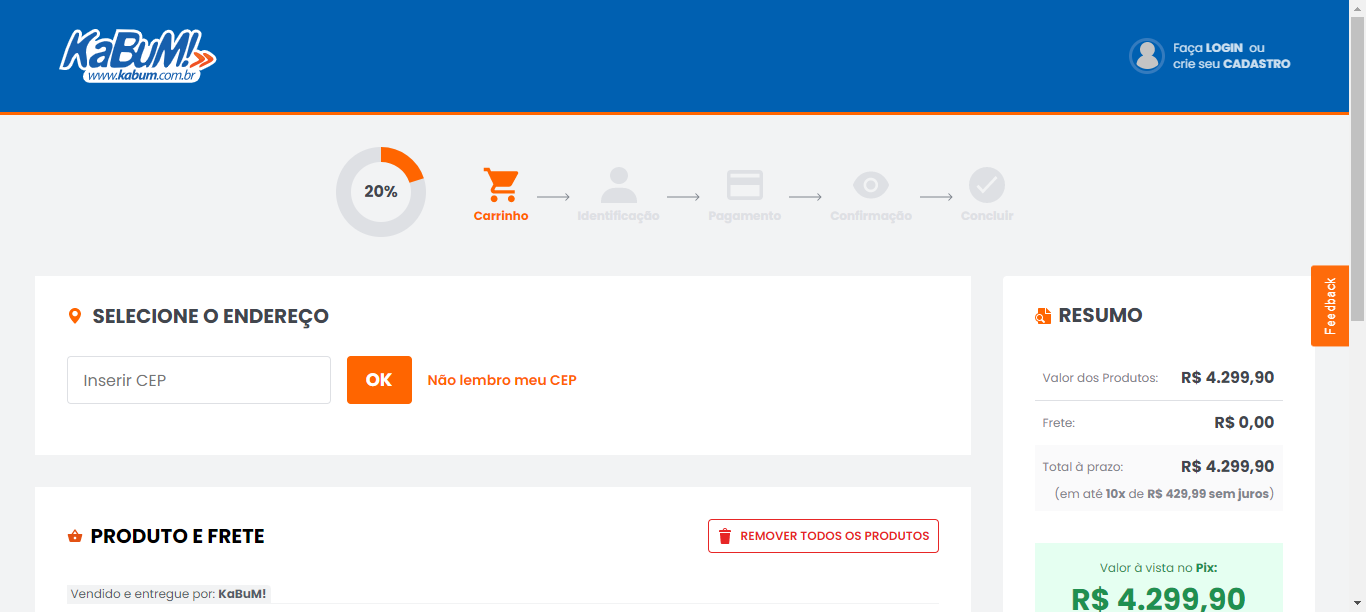 KaBuM!
www.kabum.com.br
Faça LOGIN ou
crie seu CADASTRO
20%
Carrinho
Identificação
Pagamento
Confirmação
Concluir
Feedback
SELECIONE O ENDEREÇO
Inserir CEP
OK
Não lembro meu CEP
RESUMO
Valor dos Produtos: R$ 4.299,90
Frete: R$ 0,00
Total à prazo: R$ 4.299,90
(em até 10x de R$ 429,99 sem juros)
Valor à vista no Pix:
R$ 4.299,90
PRODUTO E FRETE
REMOVER TODOS OS PRODUTOS
Vendido e entregue por: KaBuM!